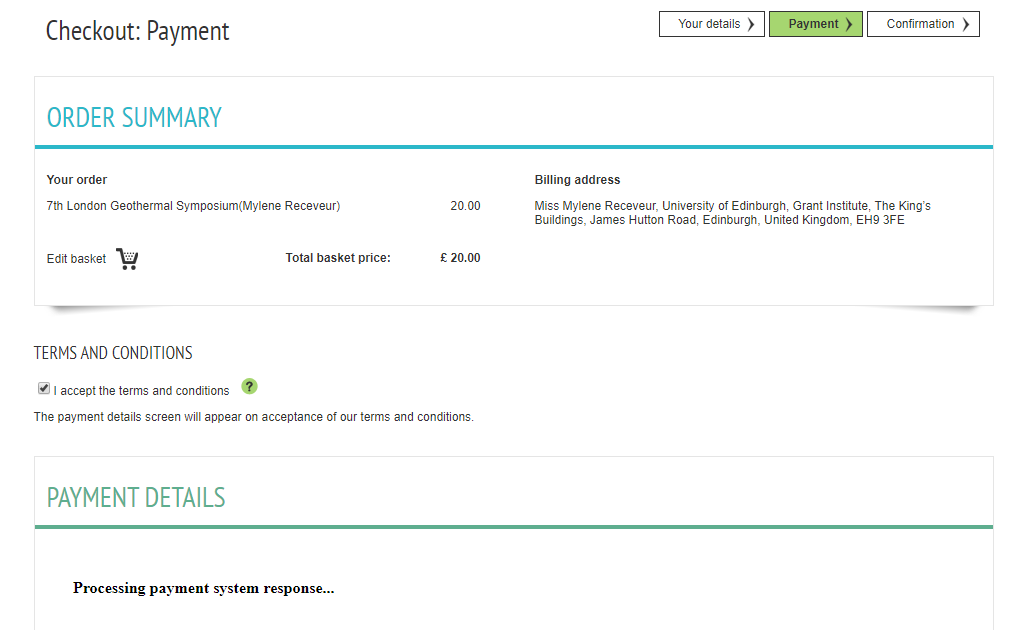 Checkout: Payment
Your details
Payment
Confirmation
ORDER SUMMARY
Your order
7th London Geothermal Symposium(Mylene Receveur) 20.00
Edit basket
Total basket price: £ 20.00
Billing address
Miss Mylene Receveur, University of Edinburgh, Grant Institute, The King's
Buildings, James Hutton Road, Edinburgh, United Kingdom, EH9 3FE
TERMS AND CONDITIONS
I accept the terms and conditions ?
The payment details screen will appear on acceptance of our terms and conditions.
PAYMENT DETAILS
Processing payment system response...